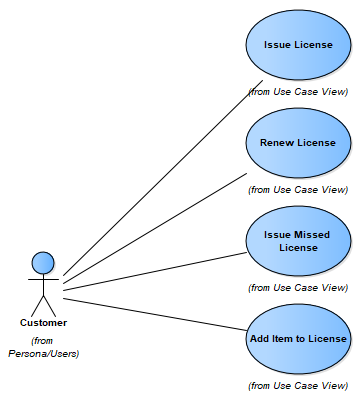 Issue License
(from Use Case View)
Renew License
(from Use Case View)
Issue Missed
License
(from Use Case View)
Customer
(from
Persona/Users)
Add Item to License
(from Use Case View)